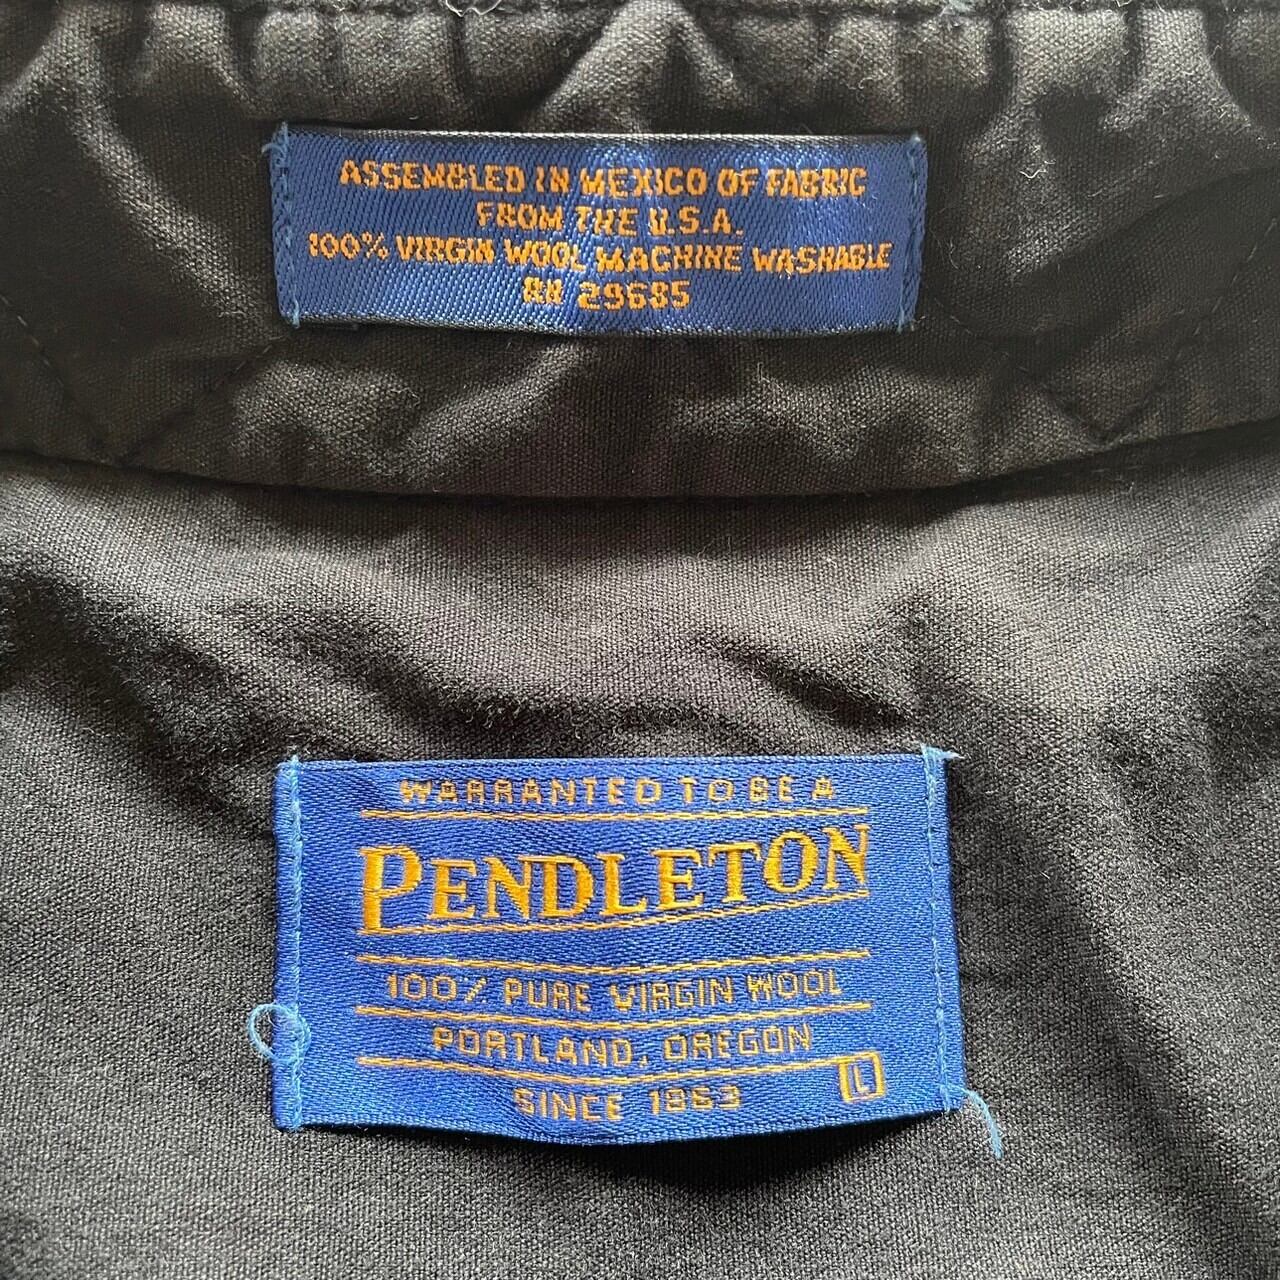 ASSEMBLED IN MEXICO OF FABRIC
FROM THE U.S.A.
100% VIRGIN WOOL MACHINE WASHABLE
RN 29685
WARRANTED TO BE A
PENDLETON
100% PURE VIRGIN WOOL
PORTLAND, OREGON
SINCE 1863
L